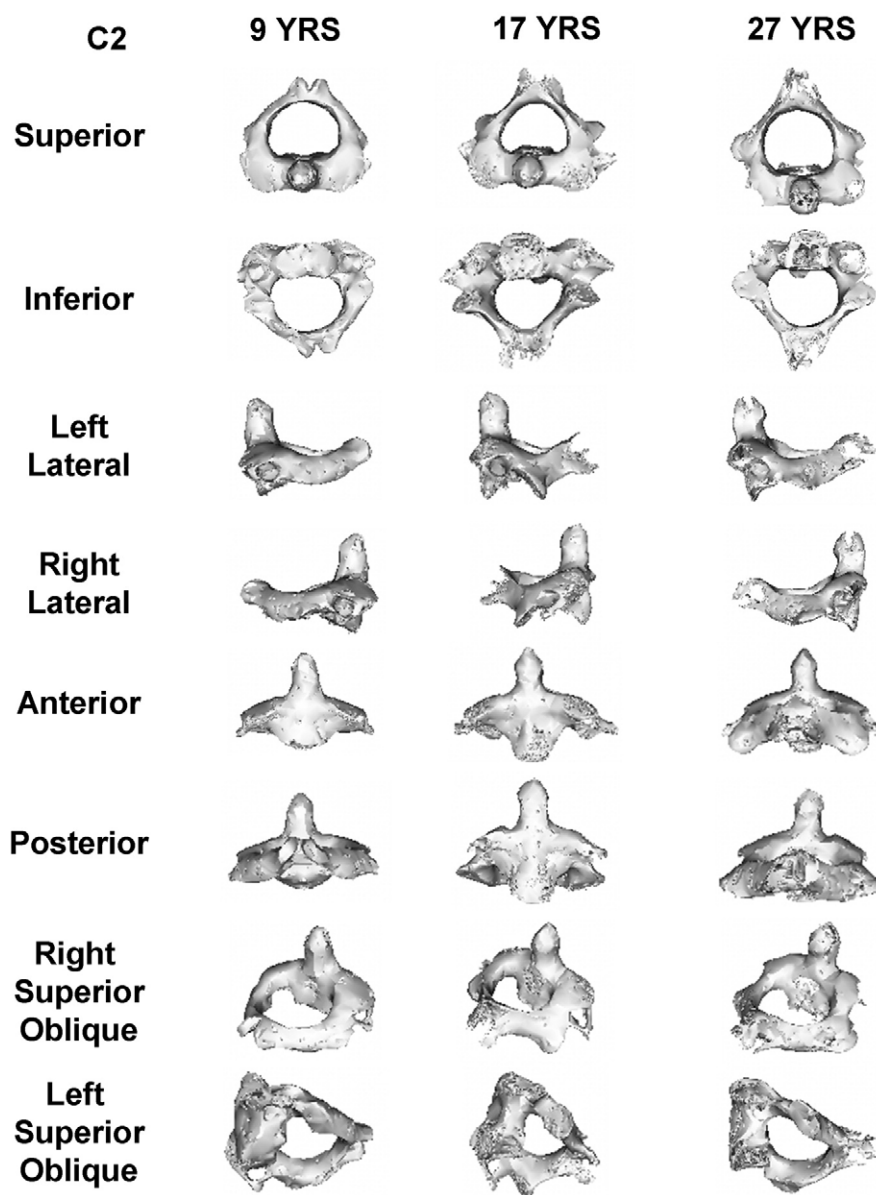 C2 9 YRS 17 YRS 27 YRS
Superior
Inferior
Left
Lateral
Right
Lateral
Anterior
Posterior
Right
Superior
Oblique
Left
Superior
Oblique